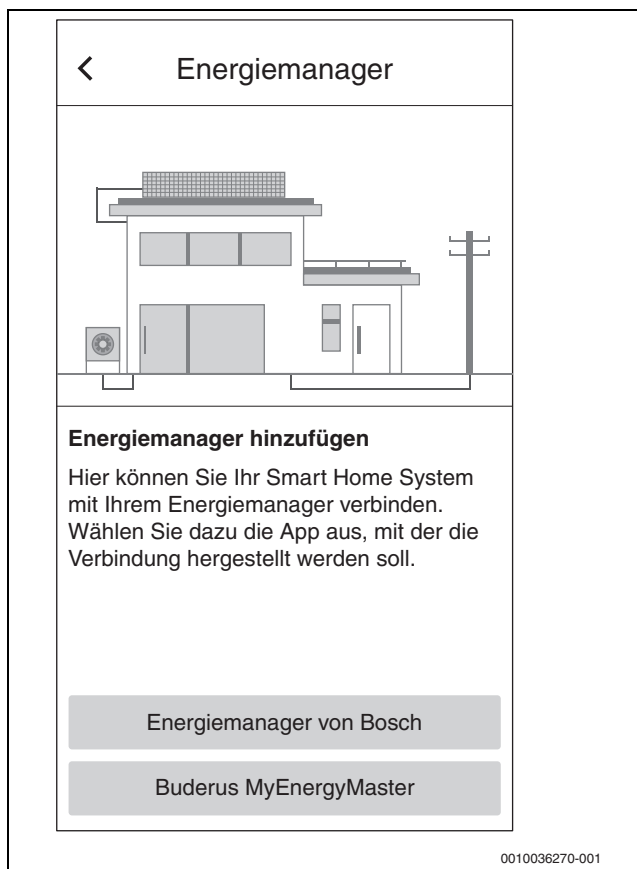 Energiemanager
Energiemanager hinzufügen
Hier können Sie Ihr Smart Home System
mit Ihrem Energiemanager verbinden.
Wählen Sie dazu die App aus, mit der die
Verbindung hergestellt werden soll.
Energiemanager von Bosch
Buderus MyEnergyMaster
0010036270-001